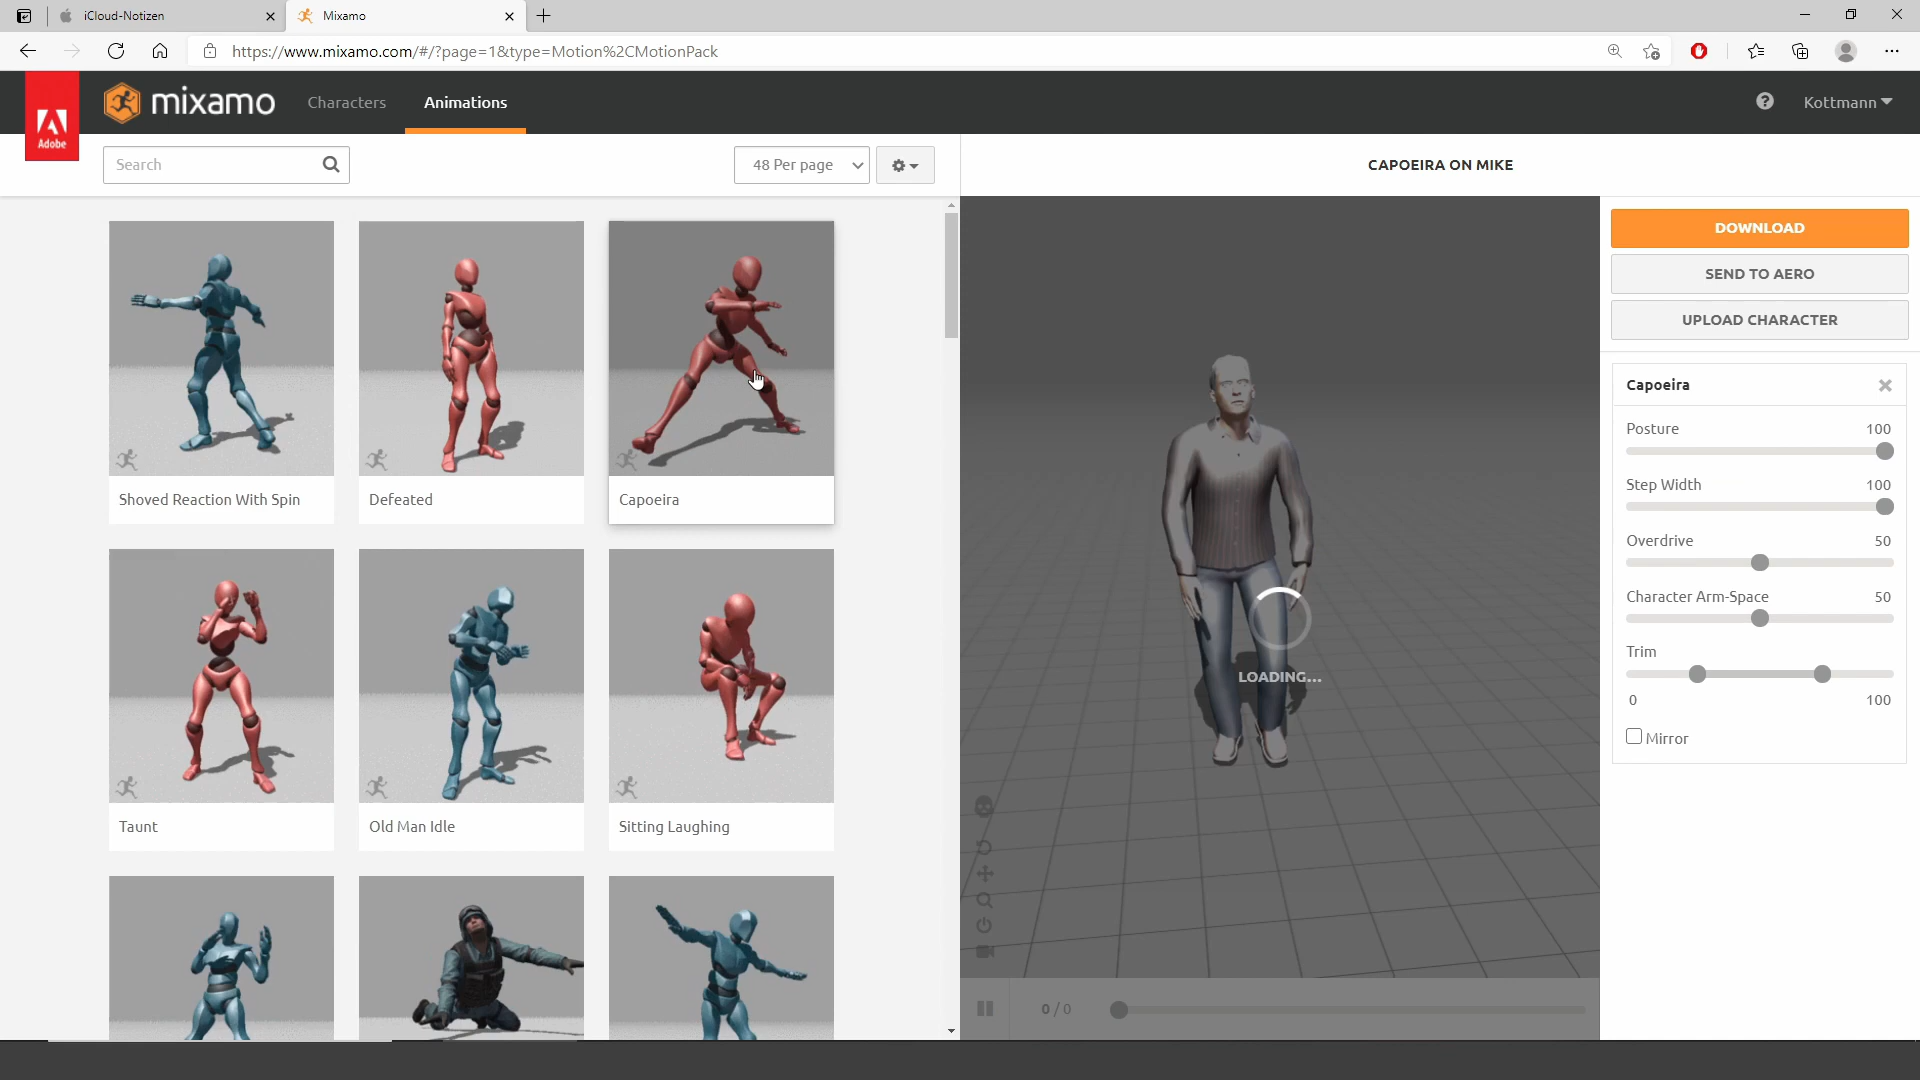 iCloud-Notizen
Mixamo
https://www.mixamo.com/#/?page=1&type=Motion%2CMotionPack
Adobe
mixamo
Characters
Animations
Kottmann
Search
48 Per page
CAPOEIRA ON MIKE
DOWNLOAD
SEND TO AERO
UPLOAD CHARACTER
Shoved Reaction With Spin
Defeated
Capoeira
Taunt
Old Man Idle
Sitting Laughing
LOADING...
0 / 0
Capoeira
Posture 100
Step Width 100
Overdrive 50
Character Arm-Space 50
Trim
0 100
Mirror